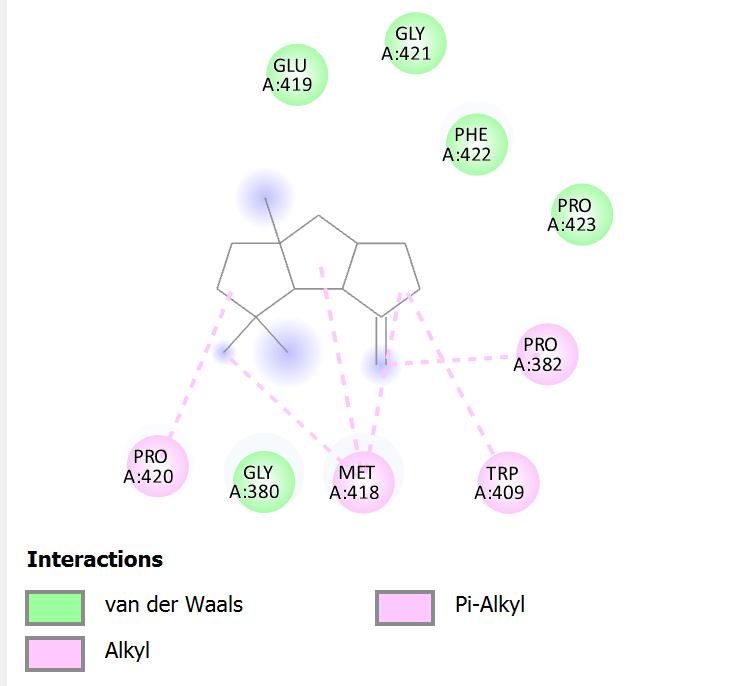 GLY
A:421
GLU
A:419
PHE
A:422
PRO
A:423
PRO
A:382
PRO
A:420
GLY
A:380
MET
A:418
TRP
A:409
Interactions
van der Waals
Pi-Alkyl
Alkyl